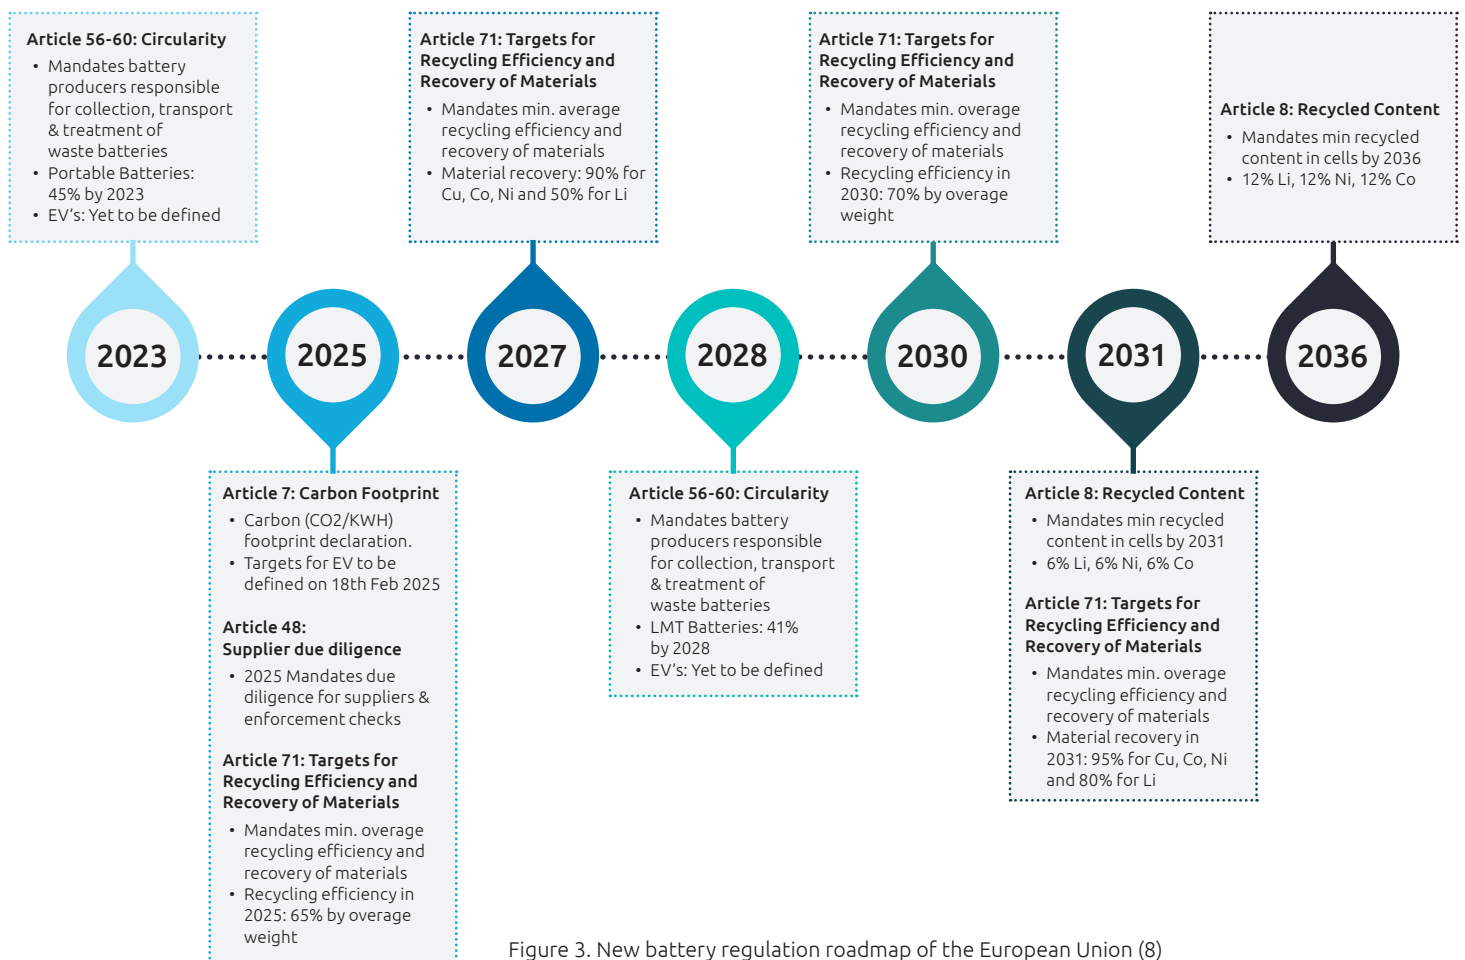 Article 56-60: Circularity
• Mandates battery
producers responsible
for collection, transport
& treatment of
waste batteries
• Portable Batteries:
45% by 2023
• EV's: Yet to be defined
Article 71: Targets for
Recycling Efficiency and
Recovery of Materials
• Mandates min. average
recycling efficiency and
recovery of materials
• Material recovery: 90% for
Cu, Co, Ni and 50% for Li
Article 71: Targets for
Recycling Efficiency and
Recovery of Materials
• Mandates min. overage
recycling efficiency and
recovery of materials
• Recycling efficiency in
2030: 70% by overage
weight
Article 8: Recycled Content
• Mandates min recycled
content in cells by 2036
• 12% Li, 12% Ni, 12% Co
2023
2025
2027
2028
2030
2031
2036
Article 7: Carbon Footprint
• Carbon (CO2/KWH)
footprint declaration.
• Targets for EV to be
defined on 18th Feb 2025
Article 48:
Supplier due diligence
• 2025 Mandates due
diligence for suppliers &
enforcement checks
Article 71: Targets for
Recycling Efficiency and
Recovery of Materials
• Mandates min. overage
recycling efficiency and
recovery of materials
• Recycling efficiency in
2025: 65% by overage
weight
Article 56-60: Circularity
• Mandates battery
producers responsible
for collection, transport
& treatment of
waste batteries
• LMT Batteries: 41%
by 2028
• EV's: Yet to be defined
Article 8: Recycled Content
• Mandates min recycled
content in cells by 2031
• 6% Li, 6% Ni, 6% Co
Article 71: Targets for
Recycling Efficiency and
Recovery of Materials
• Mandates min. overage
recycling efficiency and
recovery of materials
• Material recovery in
2031: 95% for Cu, Co, Ni
and 80% for Li
Figure 3. New battery regulation roadmap of the European Union (8)